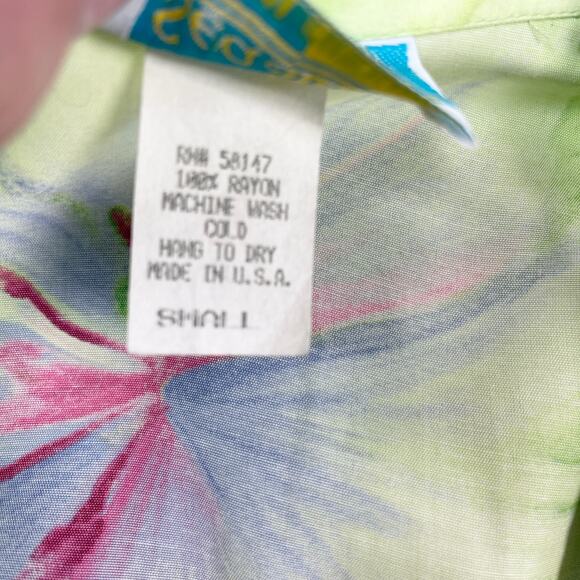 RN# 58147
100% RAYON
MACHINE WASH
COLD
HANG TO DRY
MADE IN U.S.A.
SMALL